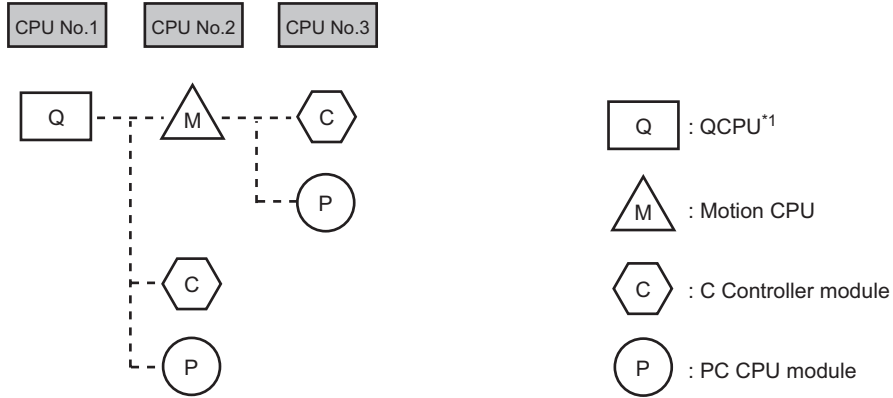 CPU No.1 CPU No.2 CPU No.3
Q M C
P
C
P
Q : QCPU*1
M : Motion CPU
C : C Controller module
P : PC CPU module